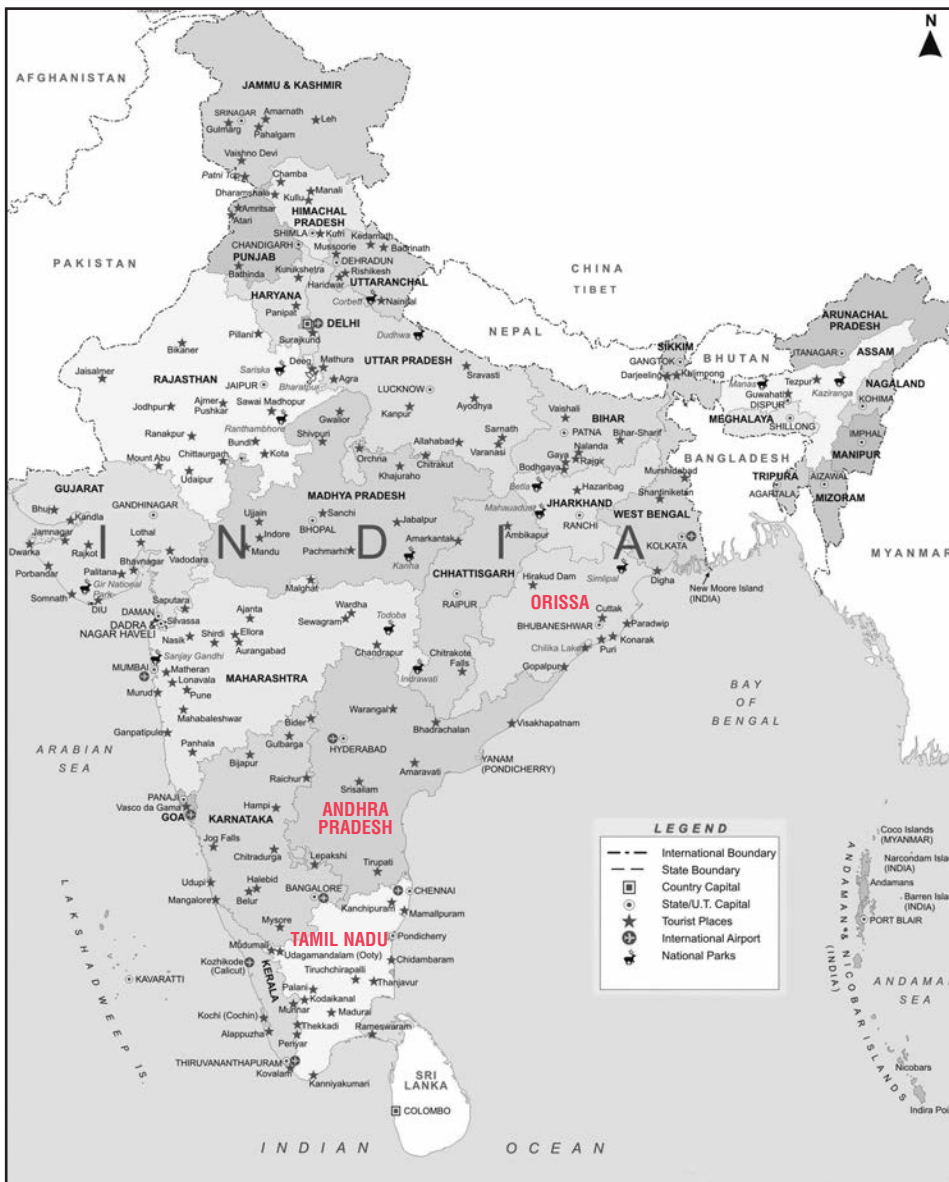 N
AFGHANISTAN
JAMMU & KASHMIR
SRINAGAR
Amarnath
Leh
Gulmarg
Pahalgam
Vaishno Devi
Patni Top
Chamba
Dharamshala
Manali
Kullu
Amritsar
Atari
HIMACHAL
PRADESH
SHIMLA
Kufri
Kedarnath
CHANDIGARH
Mussoorie
Badrinath
PAKISTAN
PUNJAB
DEHRADUN
CHINA
TIBET
Bathinda
Kurukshetra
Rishikesh
Haridwar
UTTARANCHAL
HARYANA
Corbett
Nainital
Panipat
ARUNACHAL
PRADESH
DELHI
Dudhwa
NEPAL
Pillani
Surajkund
SIKKIM
ASSAM
Bikaner
Deeg
Mathura
UTTAR PRADESH
GANGTOK
BHUTAN
ITANAGAR
Jaisalmer
Sariska
Sravasti
Darjeeling
Kalimpong
Manas
Tezpur
NAGALAND
RAJASTHAN
JAIPUR
Bharatpur
Agra
LUCKNOW
Guwahati
Kaziranga
KOHIMA
DISPUR
Jodhpur
Ajmer
Pushkar
Sawai Madhopur
Kanpur
Ayodhya
Vaishali
BIHAR
MEGHALAYA
SHILLONG
Gwalior
Ranthambhore
PATNA
Bihar-Sharif
IMPHAL
Ranakpur
Bundi
Shivpuri
Allahabad
Sarnath
Nalanda
MANIPUR
Varanasi
Gaya
Rajgir
BANGLADESH
Mount Abu
Chittaurgarh
Kota
Orchha
Chitrakut
Bodhgaya
Murshidabad
TRIPURA
AIZAWL
Udaipur
Khajuraho
Betla
Hazaribag
AGARTALA
MIZORAM
GUJARAT
GANDHINAGAR
MADHYA PRADESH
Mahauaduar
JHARKHAND
Shantiniketan
Bhuj
Kandla
Ujjain
Sanchi
Jabalpur
RANCHI
WEST BENGAL
INDIA
Jamnagar
Lothal
Indore
BHOPAL
Amarkantak
Ambikapur
KOLKATA
Dwarka
Rajkot
Bhavnagar
Vadodara
Mandu
Pachmarhi
Kanha
MYANMAR
Porbandar
Palitana
Gir National
Park
CHHATTISGARH
Hirakud Dam
Simlipal
Digha
New Moore Island
(INDIA)
Somnath
DIU
Saputara
Malghat
RAIPUR
ORISSA
DAMAN
DADRA &
NAGAR HAVELI
Silvassa
Ajanta
Wardha
Sewagram
Todoba
Cuttak
BHUBANESHWAR
Paradwip
Nasik
Shirdi
Ellora
Aurangabad
Chandrapur
Chilika Lake
Puri
Konarak
MUMBAI
Sanjay Gandhi
Matheran
Chitrakote
Falls
Gopalpur
Lonavala
MAHARASHTRA
Indrawati
Murud
Pune
BAY
OF
BENGAL
Mahabaleshwar
Warangal
Ganpatipule
Bider
Bhadrachalan
Visakhapatnam
ARABIAN
SEA
Panhala
Gulbarga
HYDERABAD
YANAM
(PONDICHERRY)
Bijapur
Amaravati
Raichur
Srisailam
PANAJI
Vasco da Gama
GOA
KARNATAKA
Hampi
ANDHRA
PRADESH
LEGEND
International Boundary
State Boundary
Country Capital
State/U.T. Capital
Tourist Places
International Airport
National Parks
Coco Islands
(MYANMAR)
Jog Falls
Chitradurga
Lepakshi
Tirupati
Narcondam Isla
(INDIA)
Andamans
Udupi
Halebid
Belur
BANGALORE
CHENNAI
Barren Isla
(INDIA)
Mangalore
Kanchipuram
Mamallpuram
PORT BLAIR
Mysore
TAMIL NADU
Pondicherry
Mudumali
Udagamandalam (Ooty)
Chidambaram
Kozhikode
(Calicut)
KERALA
Tiruchchirapalli
Thanjavur
KAVARATTI
Palani
Kodaikanal
ANDAMAN
SEA
Munnar
Madurai
Kochi (Cochin)
Thekkadi
Rameswaram
Alappuzha
Periyar
ANDAMAN & NICOBAR ISLANDS
(INDIA)
LAKSHADWEEP IS.
THIRUVANANTHAPURAM
Kovalam
Kanniyakumari
SRI
LANKA
Nicobars
COLOMBO
Indira Poi
INDIAN OCEAN